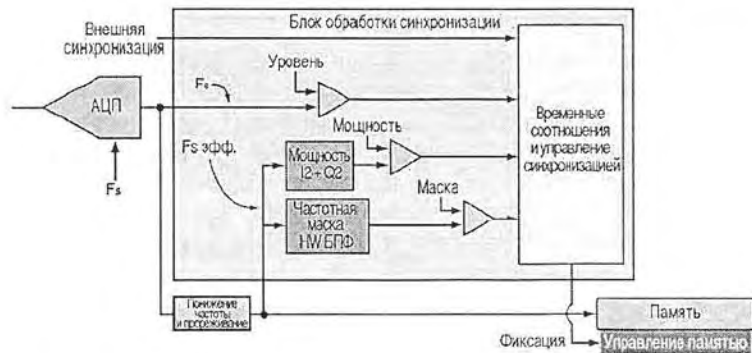 Блок обработки синхронизации
Внешняя
синхронизация
Уровень
Fs
АЦП
Временные
соотношения
и управление
синхронизацией
Мощность
Fs эфф.
Мощность
I2 + Q2
Fs
Маска
Частотная
маска
HW БПФ
Понижение
частоты
и прореживание
Память
Фиксация
Управление памятью